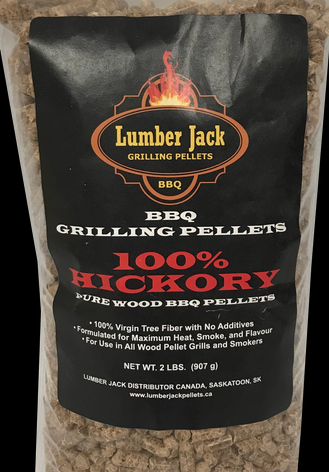 Lumber Jack
GRILLING PELLETS
BBQ
BBQ
GRILLING PELLETS
100%
HICKORY
PURE WOOD BBQ PELLETS
• 100% Virgin Tree Fiber with No Additives
• Formulated for Maximum Heat, Smoke, and Flavour
• For Use in All Wood Pellet Grills and Smokers
NET WT. 2 LBS. (907 g)
LUMBER JACK DISTRIBUTOR CANADA, SASKATOON, SK
www.lumberjackpellets.ca